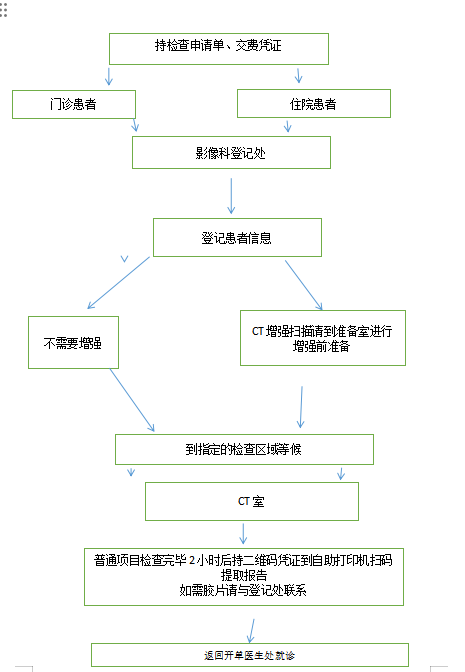 持检查申请单、交费凭证
门诊患者
住院患者
影像科登记处
登记患者信息
不需要增强
CT增强扫描请到准备室进行
增强前准备
到指定的检查区域等候
CT室
普通项目检查完毕2小时后持二维码凭证到自助打印机扫码
提取报告
如需胶片请与登记处联系
返回开单医生处就诊